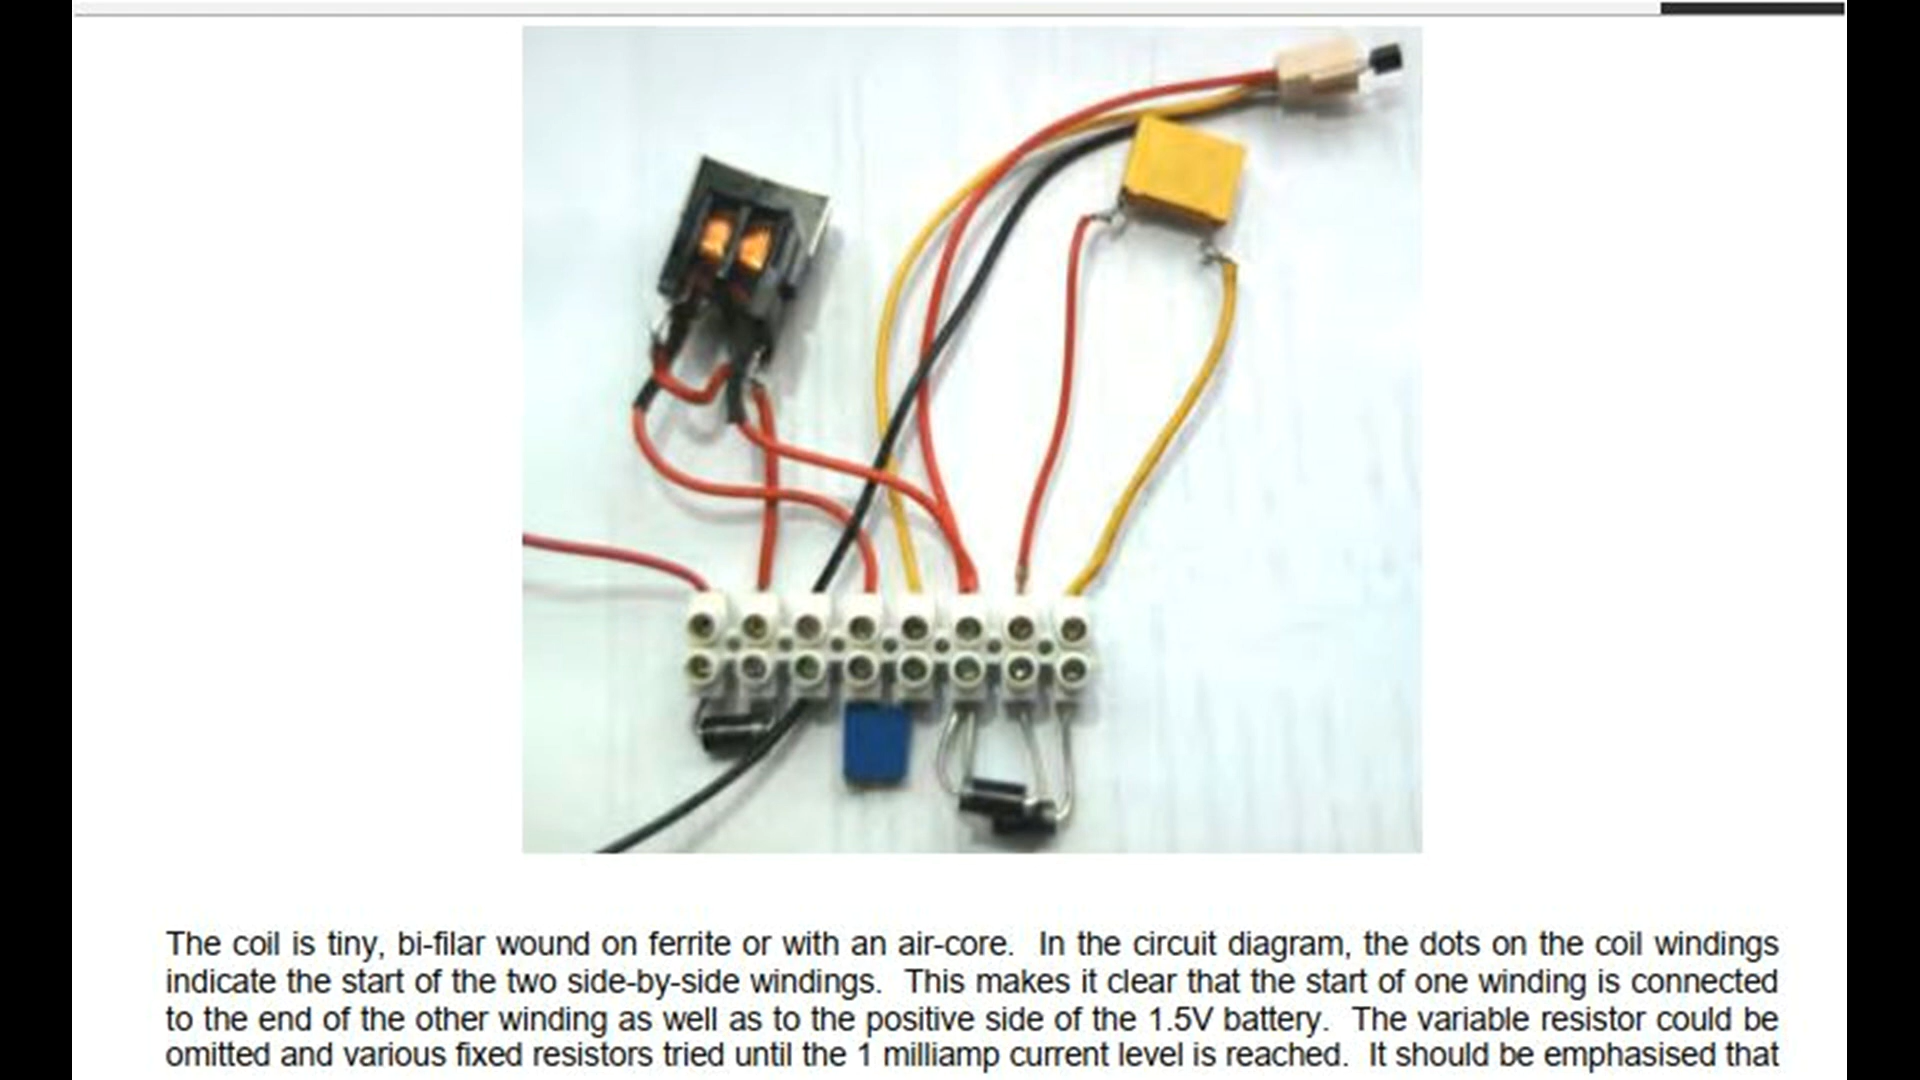 The coil is tiny, bi-filar wound on ferrite or with an air-core. In the circuit diagram, the dots on the coil windings
indicate the start of the two side-by-side windings. This makes it clear that the start of one winding is connected
to the end of the other winding as well as to the positive side of the 1.5V battery. The variable resistor could be
omitted and various fixed resistors tried until the 1 milliamp current level is reached. It should be emphasised that